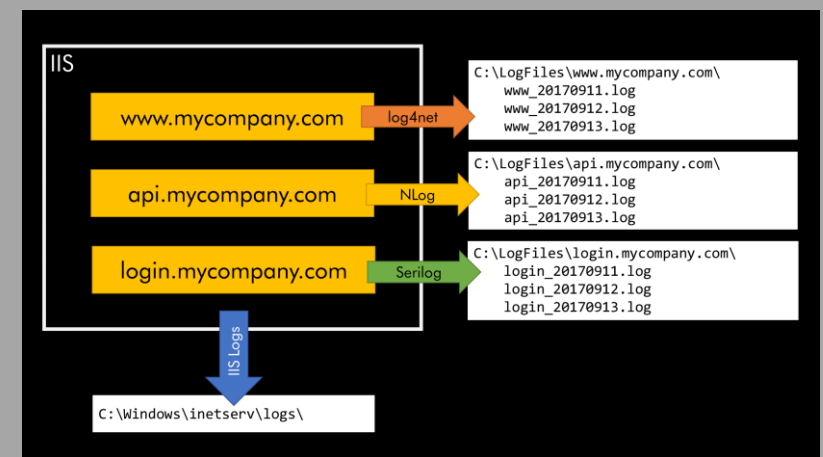 IIS
www.mycompany.com
log4net
C:\LogFiles\www.mycompany.com\
www_20170911.log
www_20170912.log
www_20170913.log
api.mycompany.com
NLog
C:\LogFiles\api.mycompany.com\
api_20170911.log
api_20170912.log
api_20170913.log
login.mycompany.com
Serilog
C:\LogFiles\login.mycompany.com\
login_20170911.log
login_20170912.log
login_20170913.log
IIS Logs
C:\Windows\inetserv\logs\